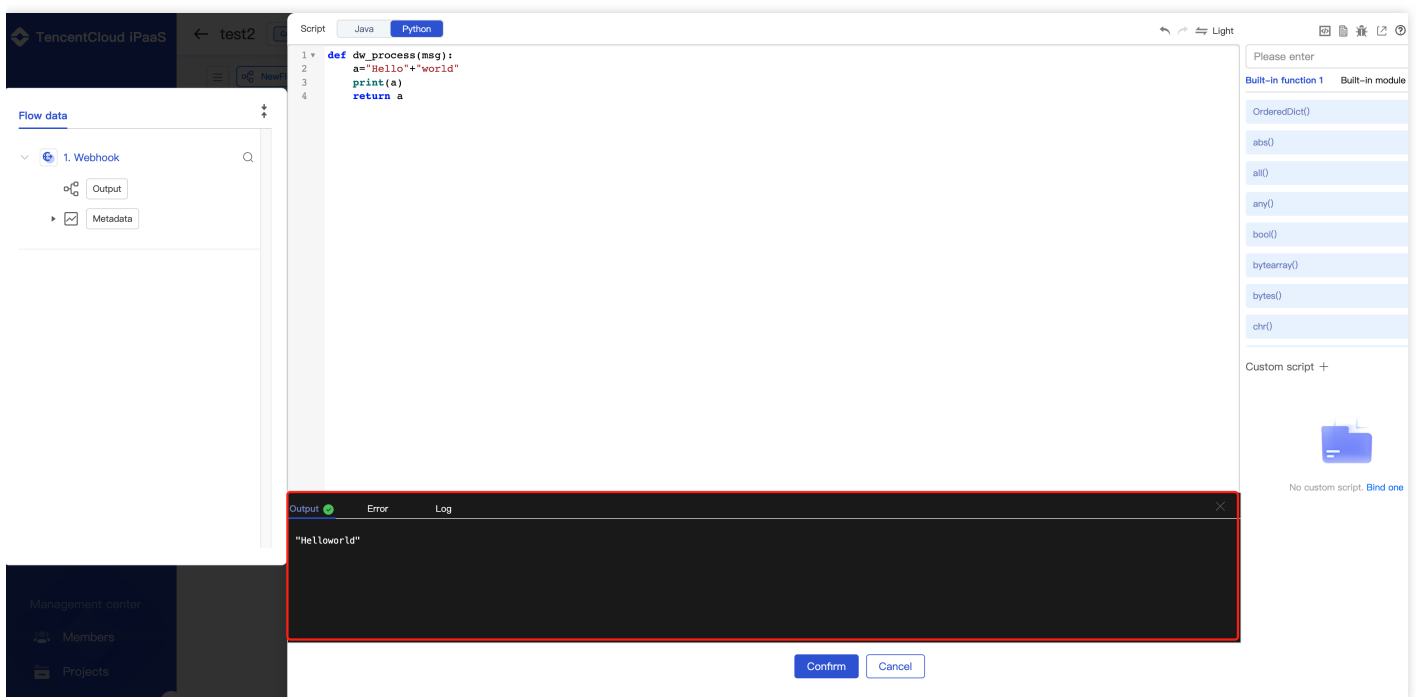 TencentCloud iPaaS
← test2
NewFl
Flow data
1. Webhook
Output
Metadata
Management center
Members
Projects
Script Java Python
Light
1 def dw_process(msg):
2     a="Hello"+"world"
3     print(a)
4     return a
Output Error Log
"Helloworld"
Confirm Cancel
Please enter
Built-in function 1 Built-in module
OrderedDict()
abs()
all()
any()
bool()
bytearray()
bytes()
chr()
Custom script +
No custom script. Bind one